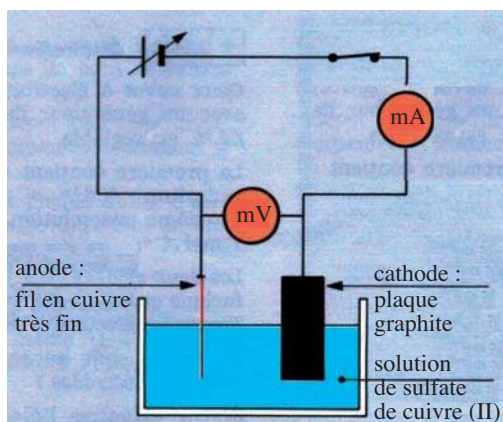 mA
mV
anode :
fil en cuivre
très fin
cathode :
plaque
graphite
solution
de sulfate
de cuivre (II)